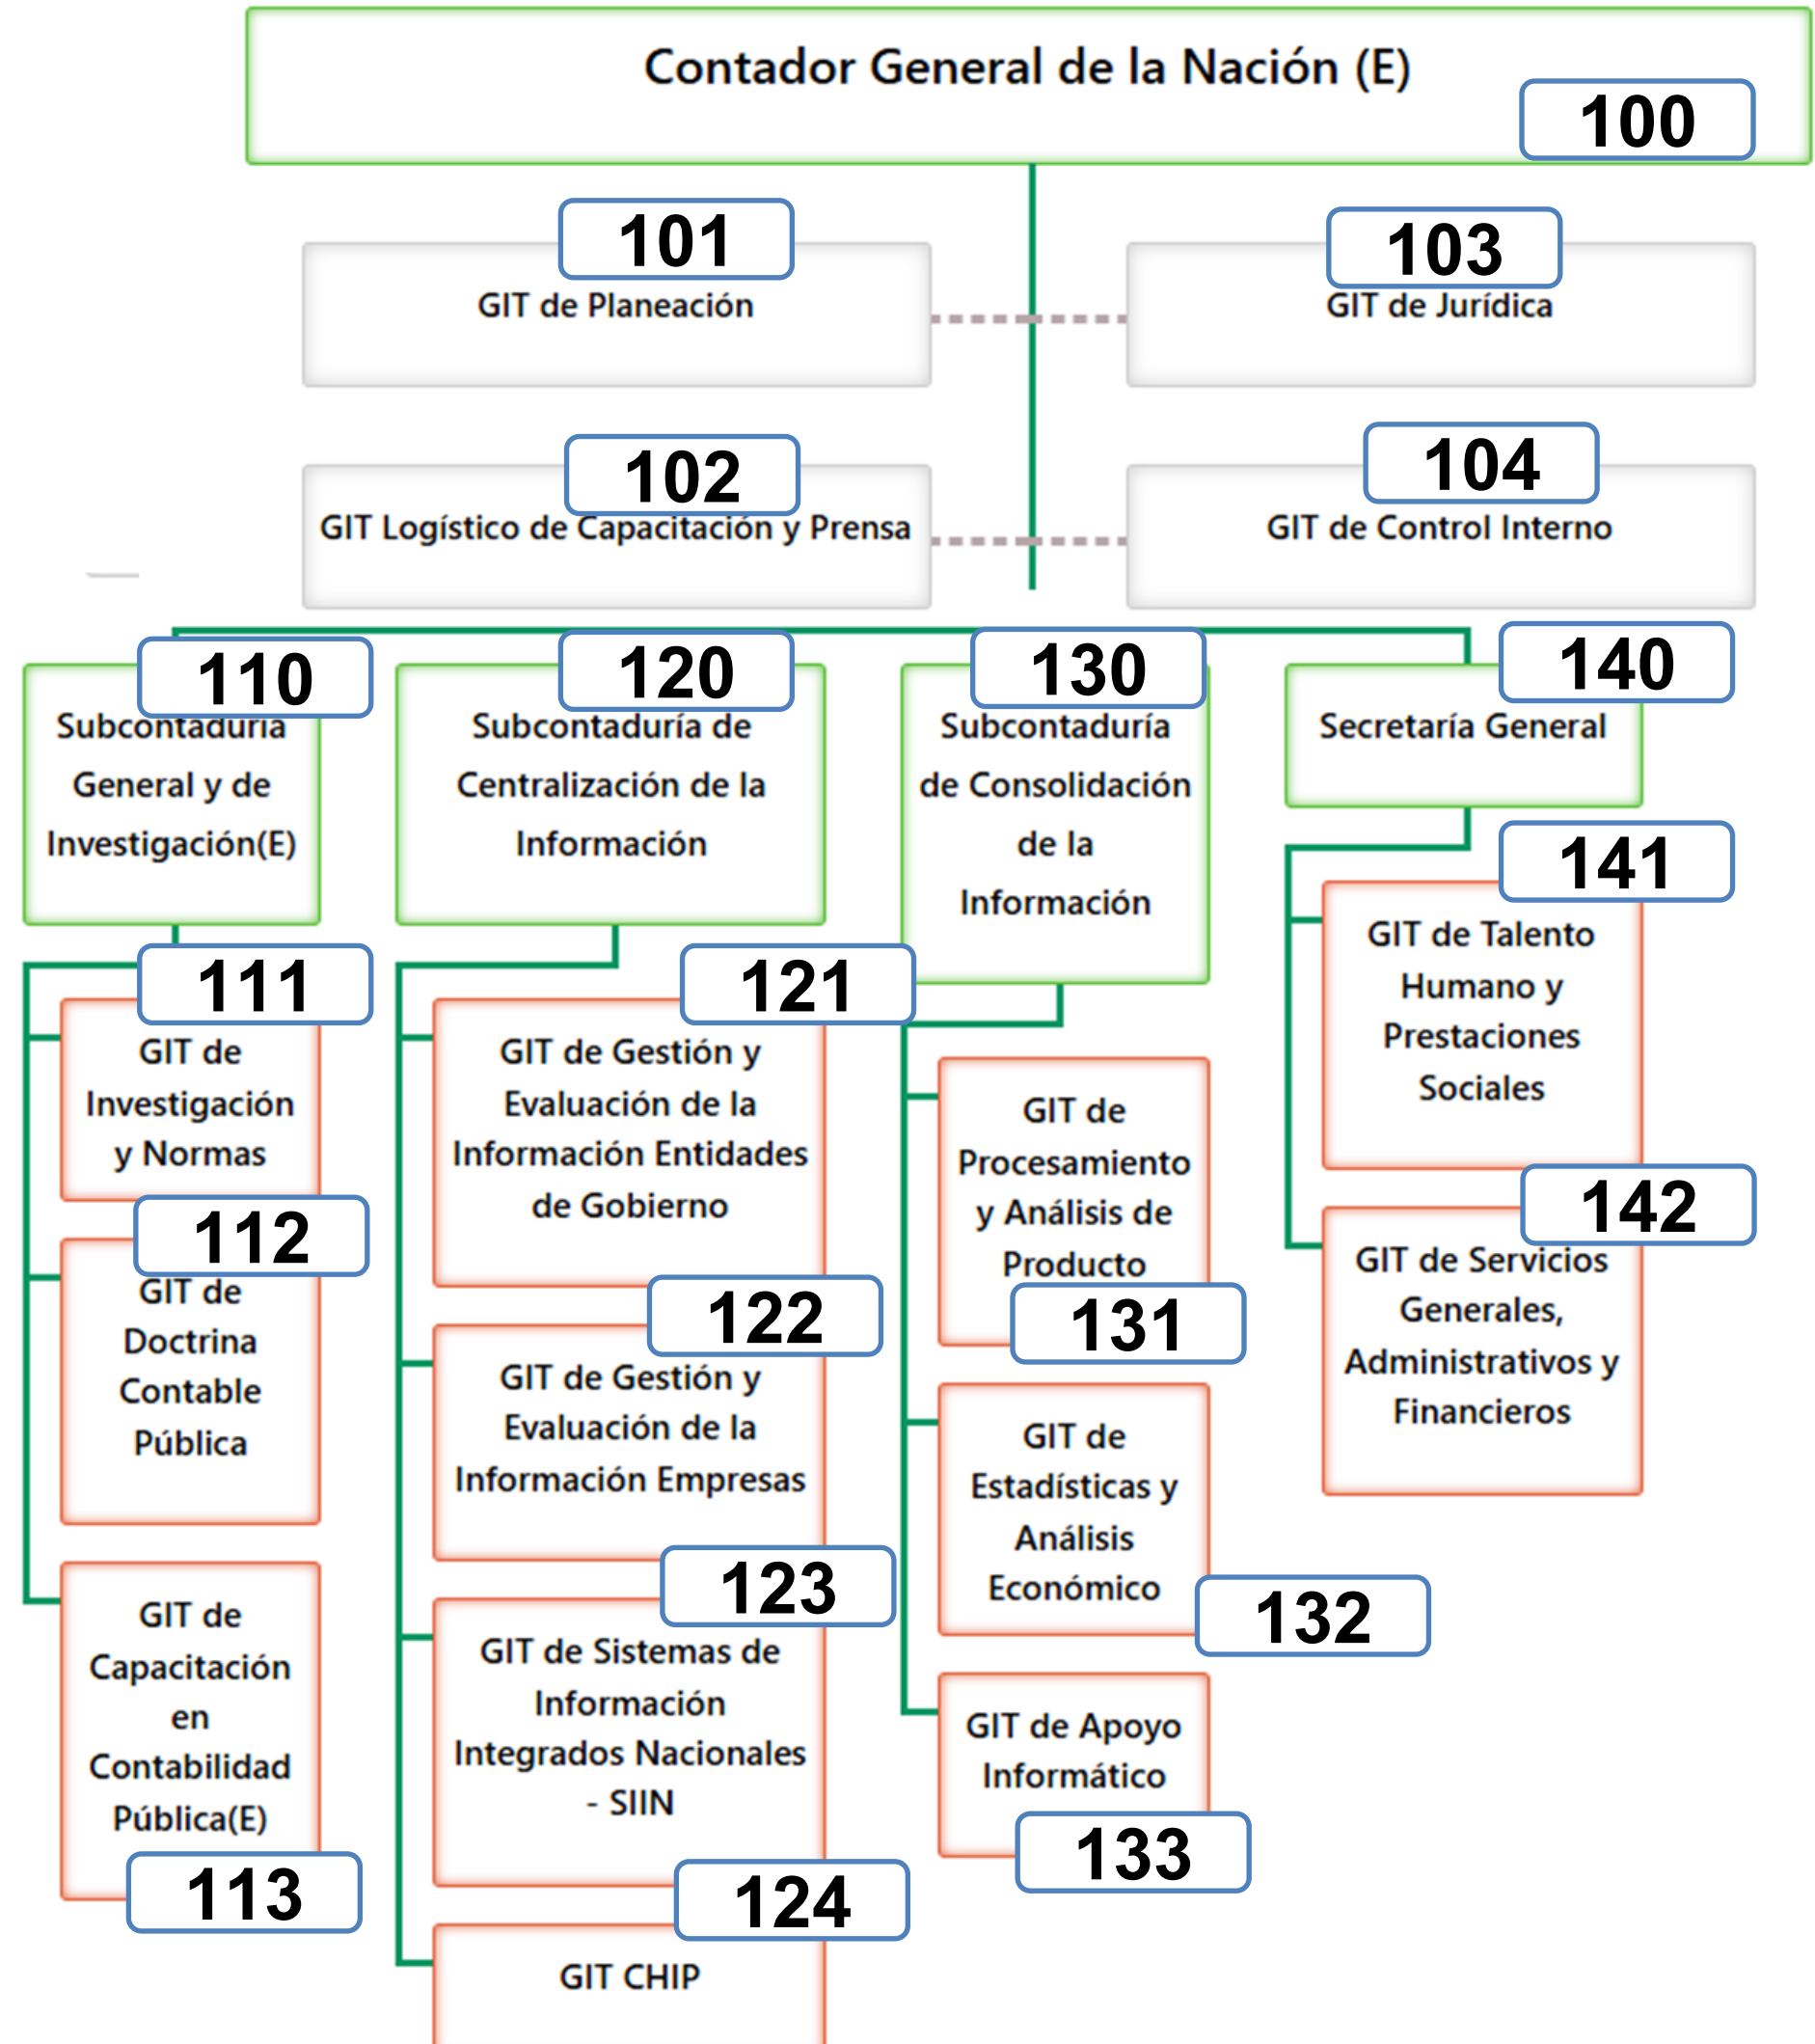 Contador General de la Nación (E)
100
101
GIT de Planeación
103
GIT de Jurídica
102
GIT Logístico de Capacitación y Prensa
104
GIT de Control Interno
110
Subcontaduría
General y de
Investigación(E)
111
GIT de
Investigación
y Normas
112
GIT de
Doctrina
Contable
Pública
GIT de
Capacitación
en
Contabilidad
Pública(E)
113
120
Subcontaduría de
Centralización de la
Información
121
GIT de Gestión y
Evaluación de la
Información Entidades
de Gobierno
122
GIT de Gestión y
Evaluación de la
Información Empresas
123
GIT de Sistemas de
Información
Integrados Nacionales
- SIIN
124
GIT CHIP
130
Subcontaduría
de Consolidación
de la
Información
GIT de
Procesamiento
y Análisis de
Producto
131
GIT de
Estadísticas y
Análisis
Económico
132
GIT de Apoyo
Informático
133
140
Secretaría General
141
GIT de Talento
Humano y
Prestaciones
Sociales
142
GIT de Servicios
Generales,
Administrativos y
Financieros